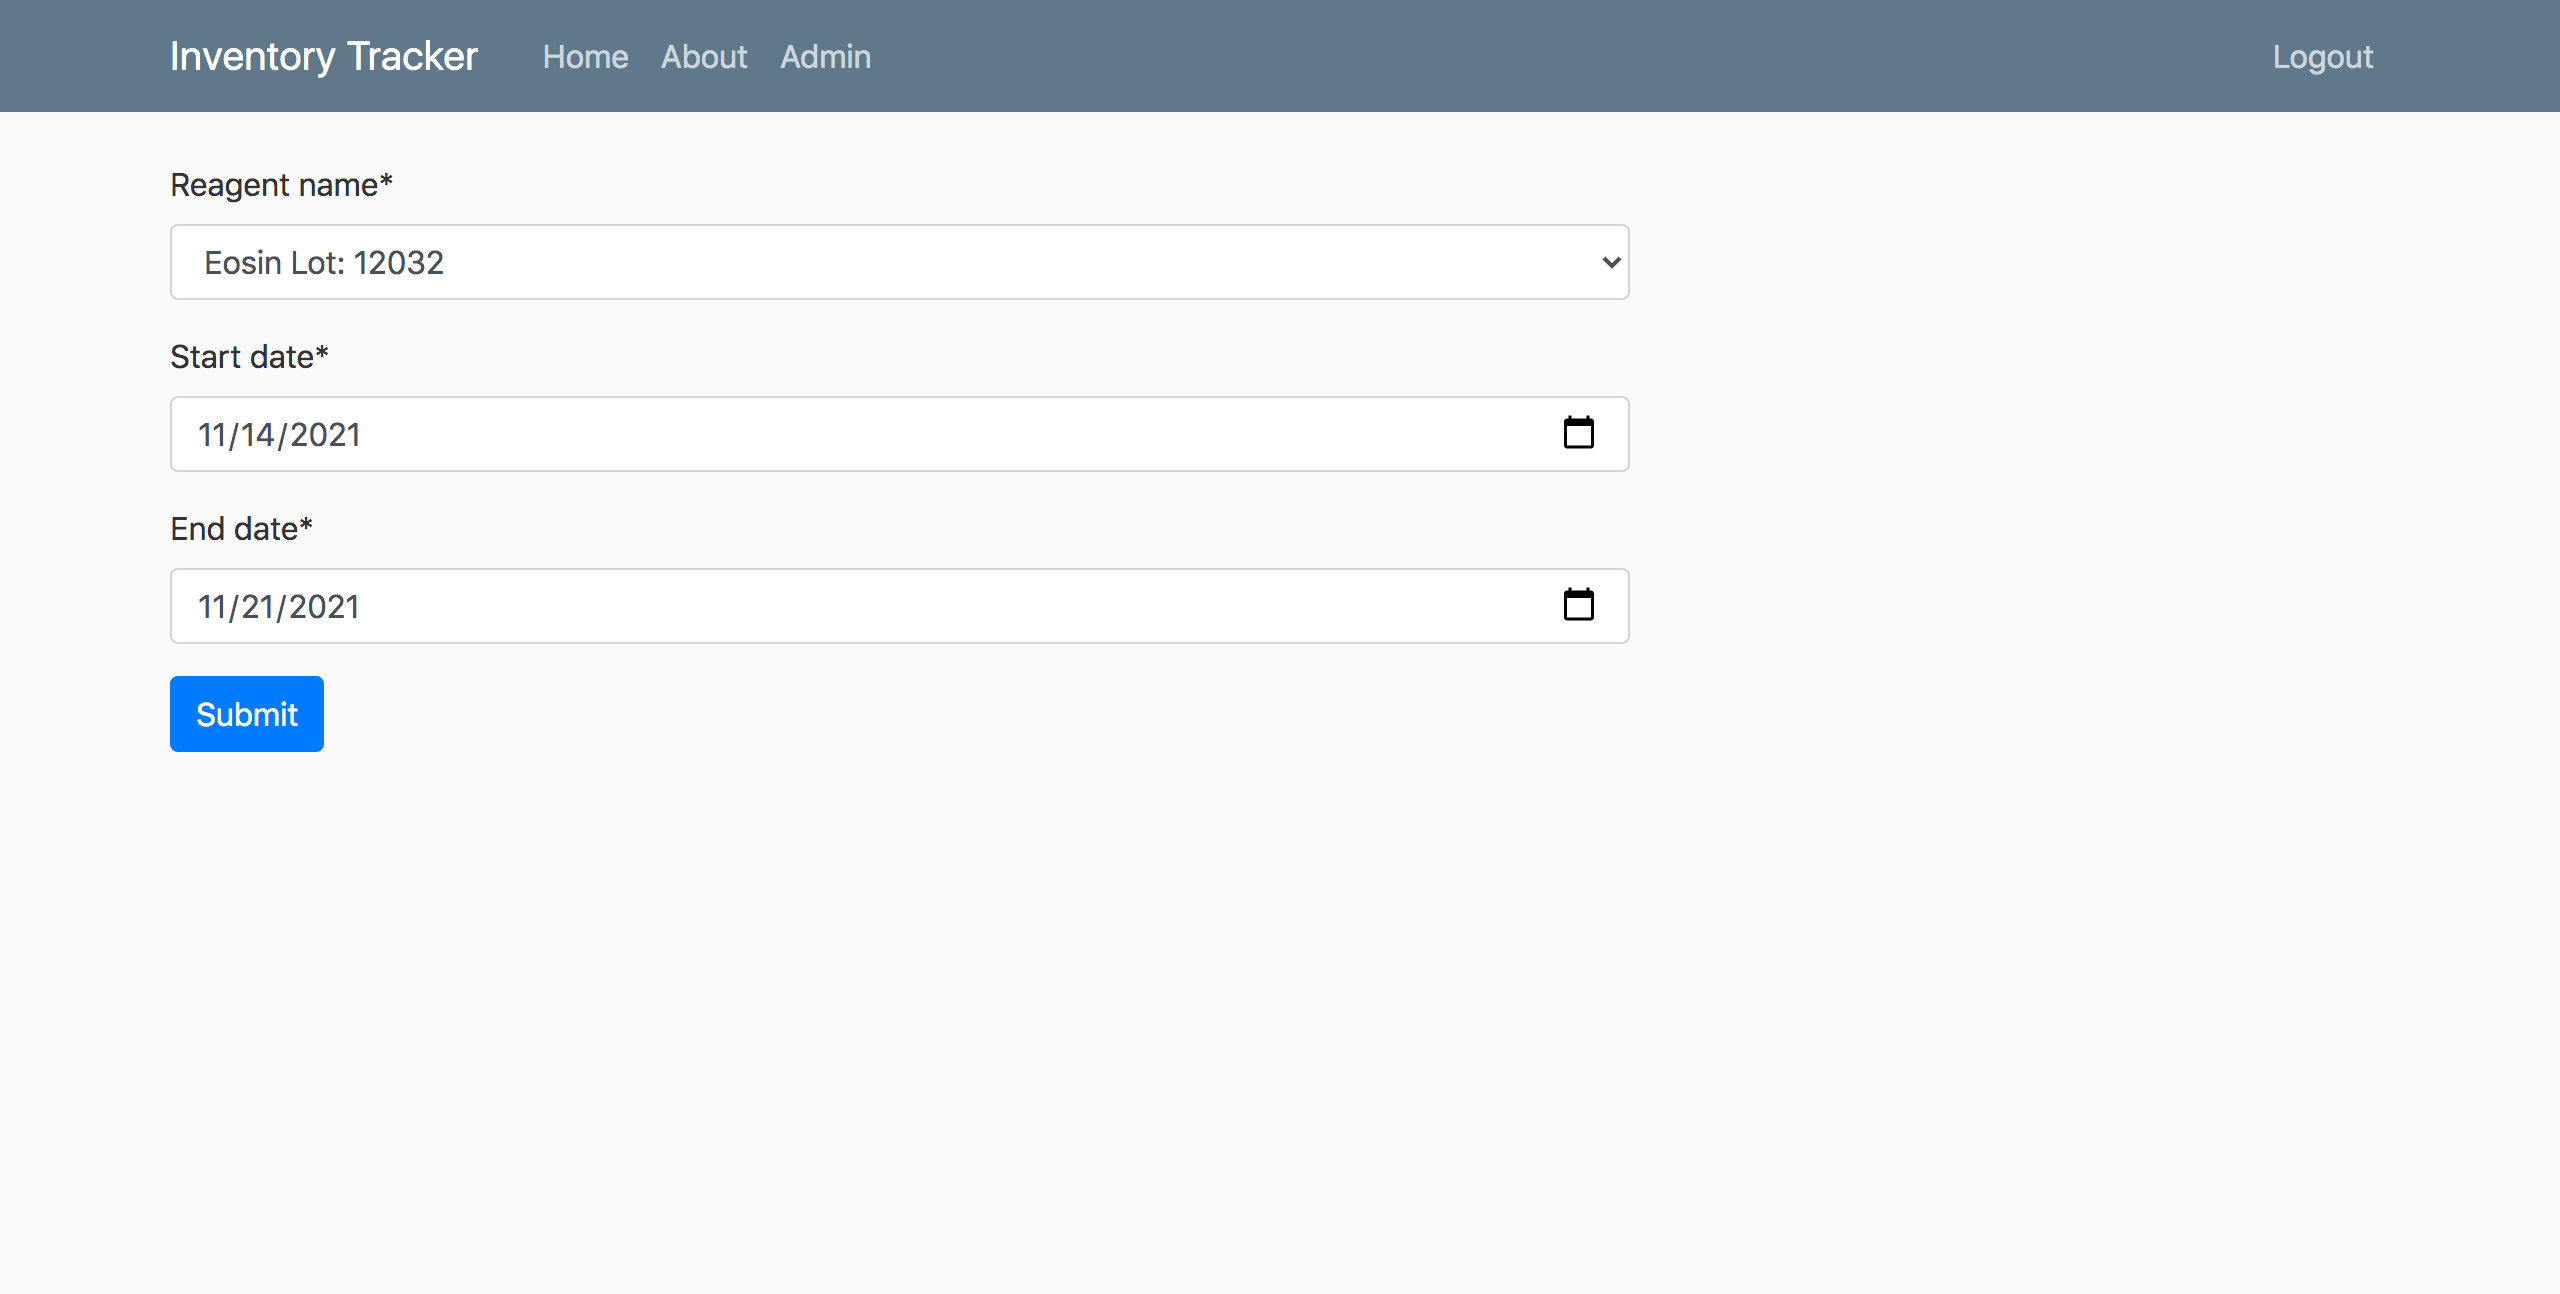 Inventory Tracker Home About Admin Logout
Reagent name*
Eosin Lot: 12032
Start date*
11/14/2021
End date*
11/21/2021
Submit